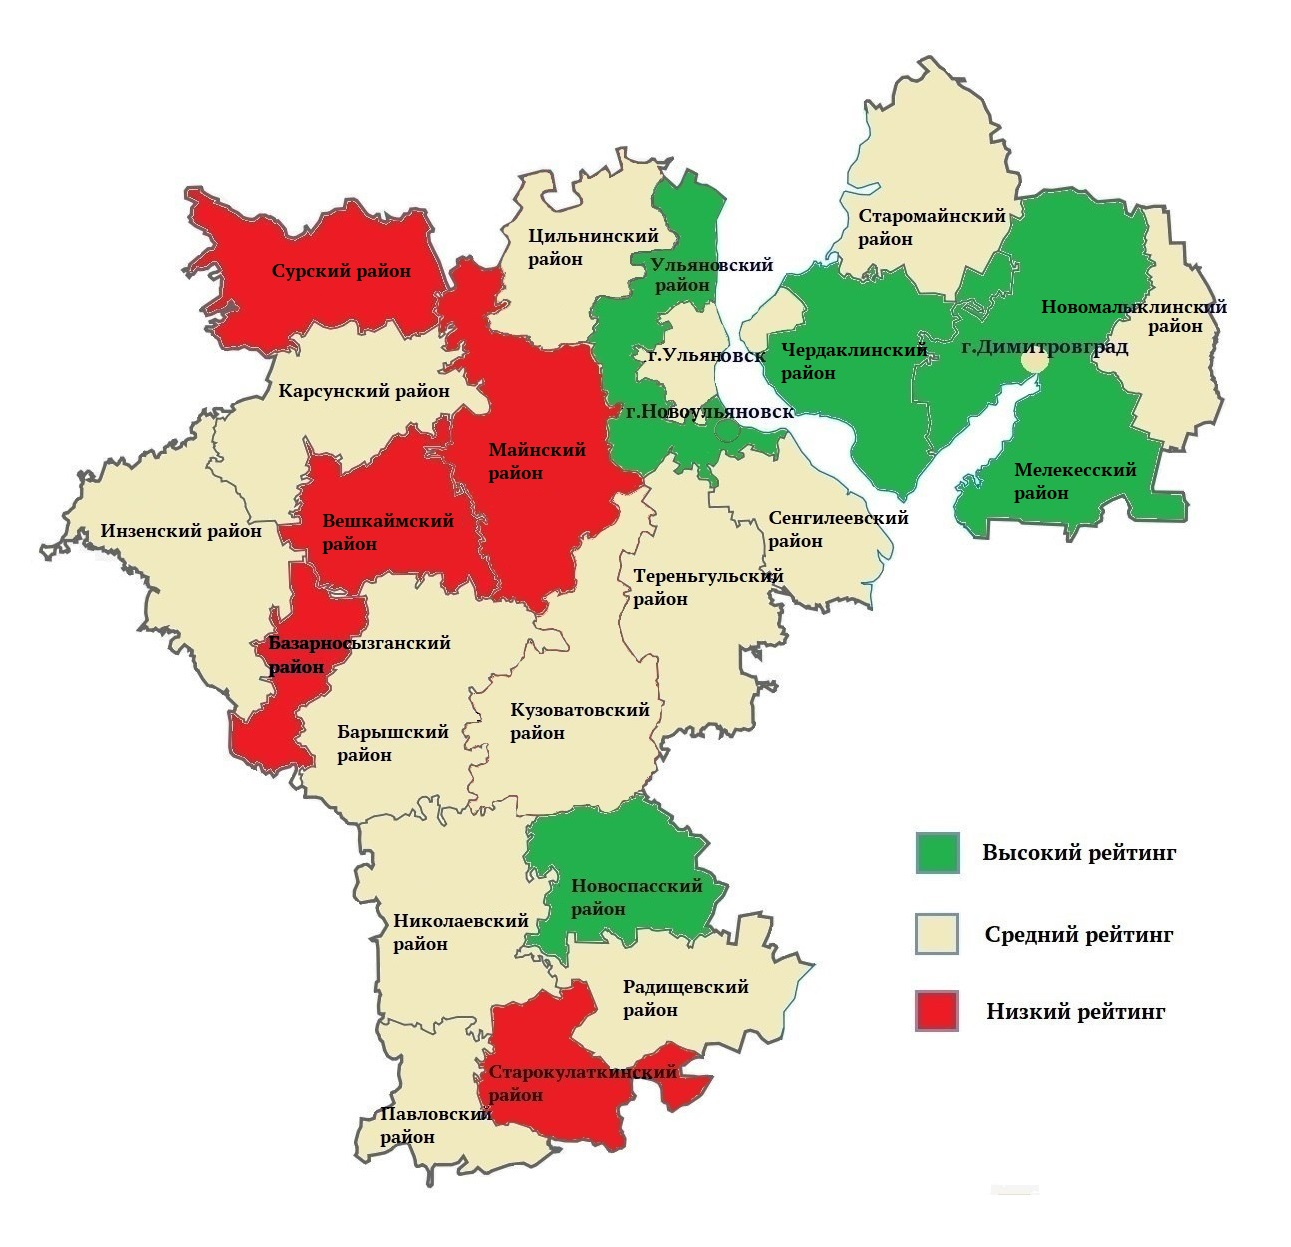 Старомайнский
район
Цильнинский
район
Ульяновский
район
Сурский район
Новомалыклинский
район
г.Ульяновск
Чердаклинский
район
г.Димитровград
Карсунский район
г.Новоульяновск
Майнский
район
Мелекесский
район
Инзенский район
Вешкаймский
район
Сенгилеевский
район
Тереньгульский
район
Базарносызганский
район
Барышский
район
Кузоватовский
район
Высокий рейтинг
Новоспасский
район
Николаевский
район
Средний рейтинг
Радищевский
район
Низкий рейтинг
Старокулаткинский
район
Павловский
район